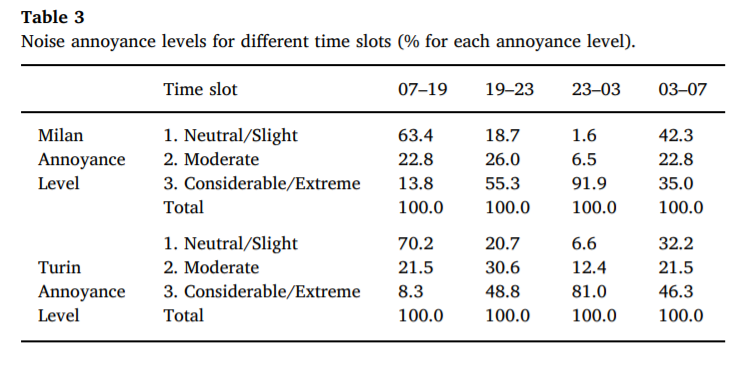 Table 3
Noise annoyance levels for different time slots (% for each annoyance level).
Time slot 07–19 19–23 23–03 03–07
Milan 1. Neutral/Slight 63.4 18.7 1.6 42.3
Annoyance 2. Moderate 22.8 26.0 6.5 22.8
Level 3. Considerable/Extreme 13.8 55.3 91.9 35.0
Total 100.0 100.0 100.0 100.0
1. Neutral/Slight 70.2 20.7 6.6 32.2
Turin 2. Moderate 21.5 30.6 12.4 21.5
Annoyance 3. Considerable/Extreme 8.3 48.8 81.0 46.3
Level Total 100.0 100.0 100.0 100.0